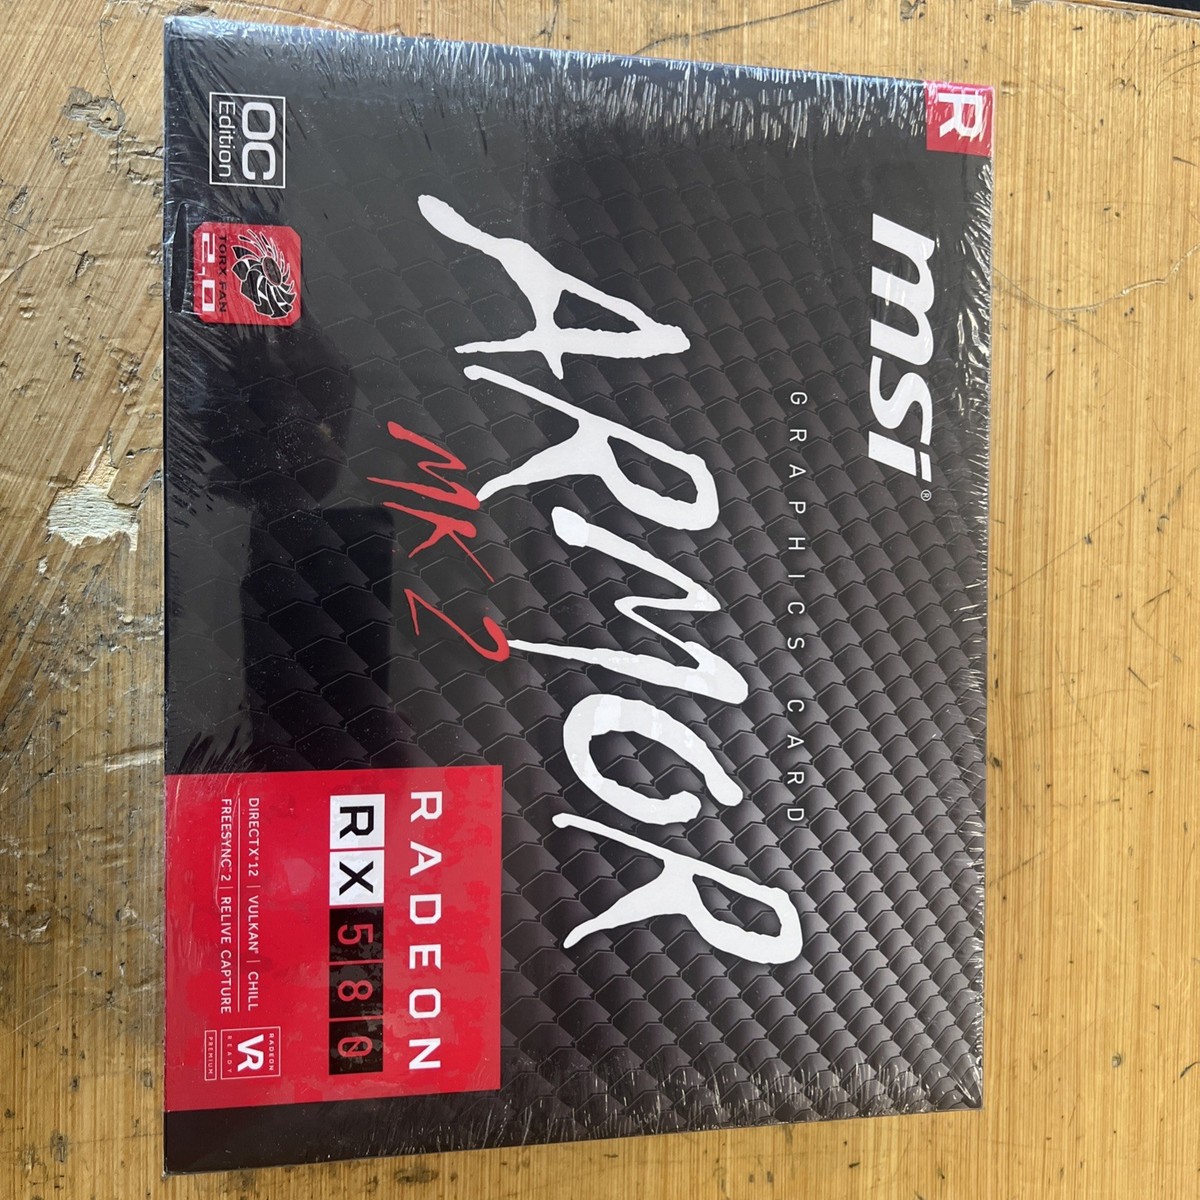 R
msi®
GRAPHICS CARD
ARMOR
MK2
RADEON
RX 580
DIRECTX® 12 | VULKAN® | CHILL
FREESYNC™ 2 | RELIVE CAPTURE
RADEON
VR
READY
PREMIUM
OC
Edition
TORX FAN
2.0